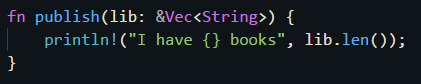 fn publish(lib: &Vec<String>) {
    println!("I have {} books", lib.len());
}